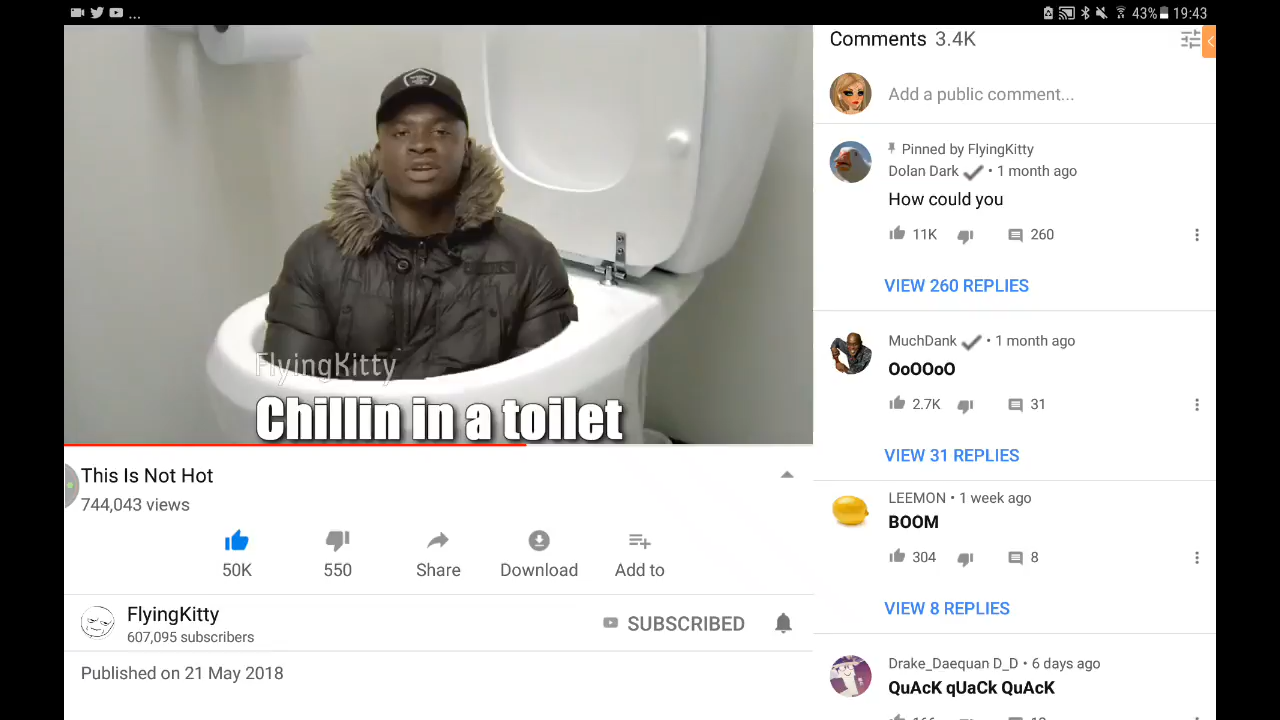 ... 43% 19:43
FlyingKitty
Chillin in a toilet
This Is Not Hot
744,043 views
50K 550 Share Download Add to
FlyingKitty
607,095 subscribers
SUBSCRIBED
Published on 21 May 2018
Comments 3.4K
Add a public comment...
Pinned by FlyingKitty
Dolan Dark • 1 month ago
How could you
11K 260
VIEW 260 REPLIES
MuchDank • 1 month ago
OoOOoO
2.7K 31
VIEW 31 REPLIES
LEEMON • 1 week ago
BOOM
304 8
VIEW 8 REPLIES
Drake_Daequan D_D • 6 days ago
QuAcK qUaCk QuAcK